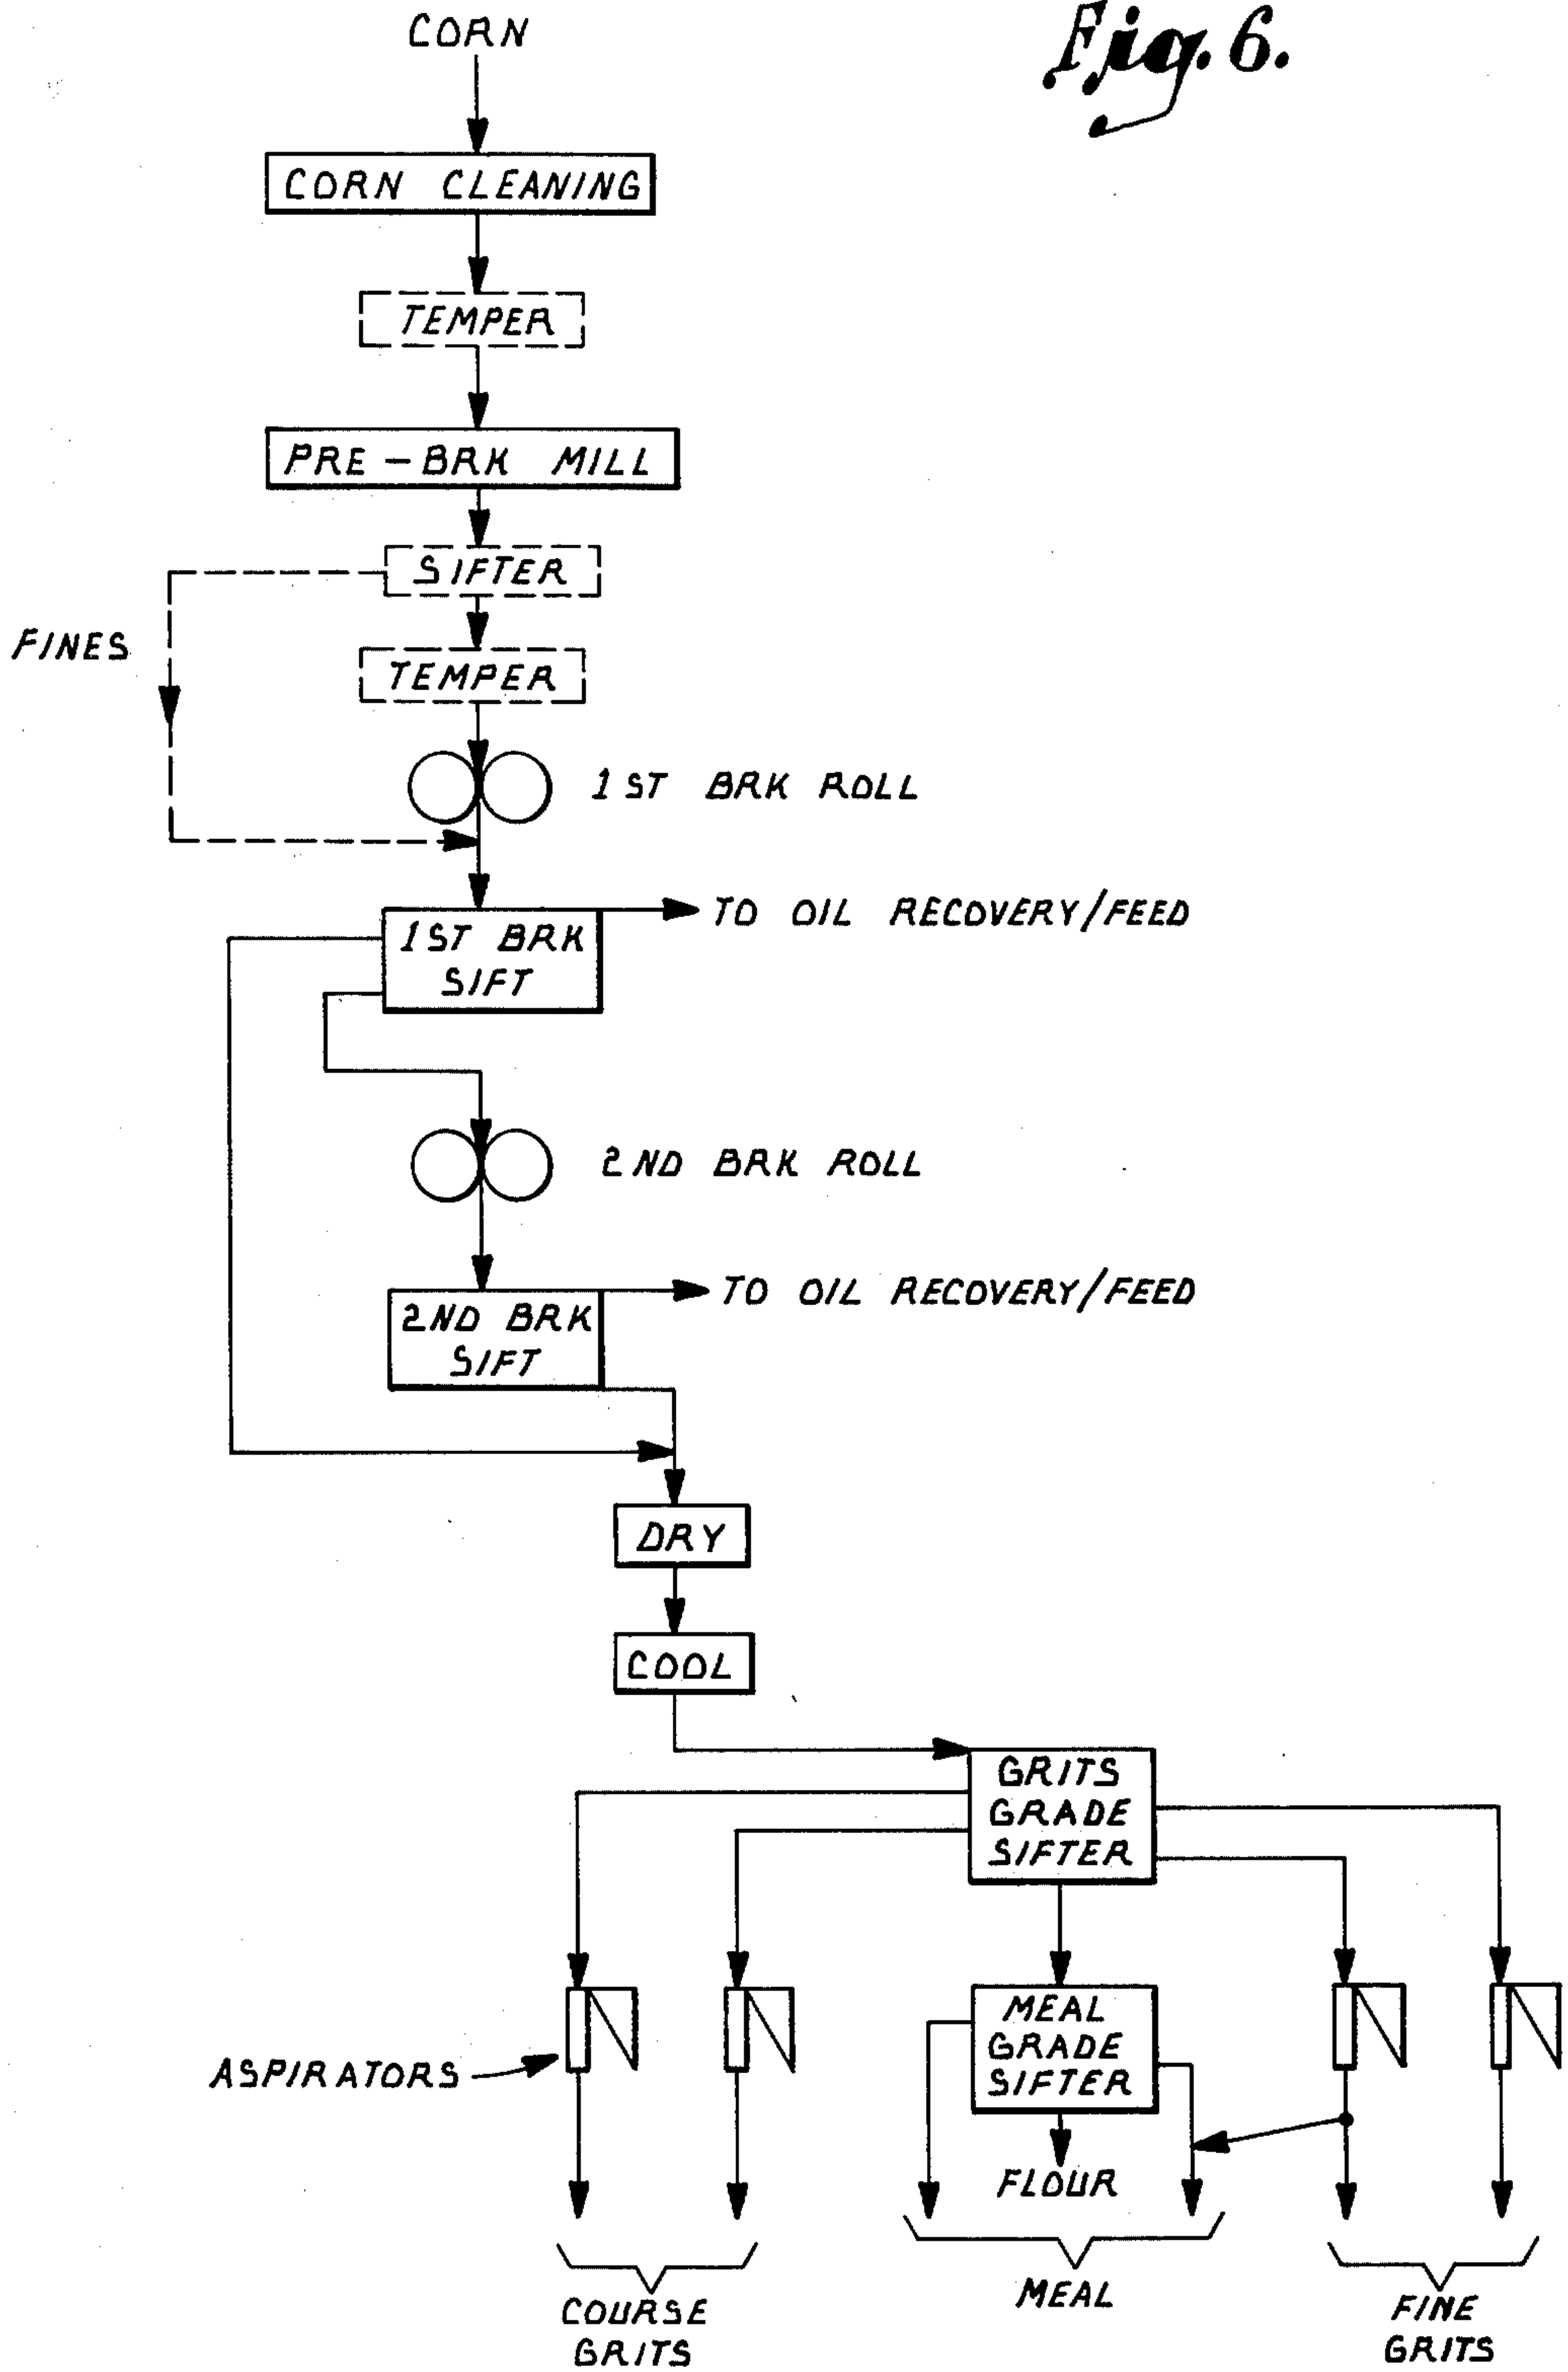 CORN
Fig. 6.
CORN CLEANING
TEMPER
PRE-BRK MILL
SIFTER
FINES
TEMPER
1ST BRK ROLL
TO OIL RECOVERY/FEED
1ST BRK
SIFT
2ND BRK ROLL
TO OIL RECOVERY/FEED
2ND BRK
SIFT
DRY
COOL
GRITS
GRADE
SIFTER
MEAL
GRADE
SIFTER
ASPIRATORS
FLOUR
COURSE
GRITS
MEAL
FINE
GRITS